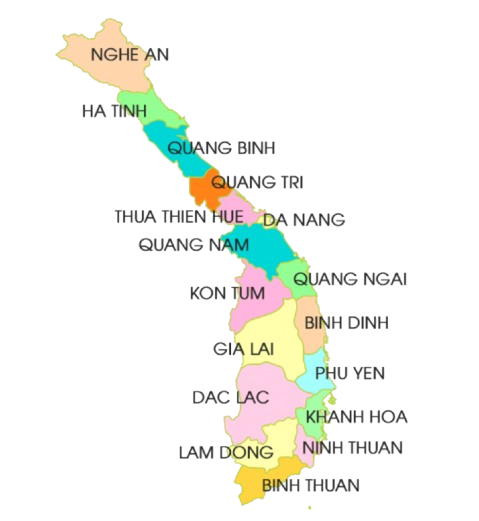 NGHE AN
HA TINH
QUANG BINH
QUANG TRI
THUA THIEN HUE
DA NANG
QUANG NAM
QUANG NGAI
KON TUM
BINH DINH
GIA LAI
PHU YEN
DAC LAC
KHANH HOA
NINH THUAN
LAM DONG
BINH THUAN